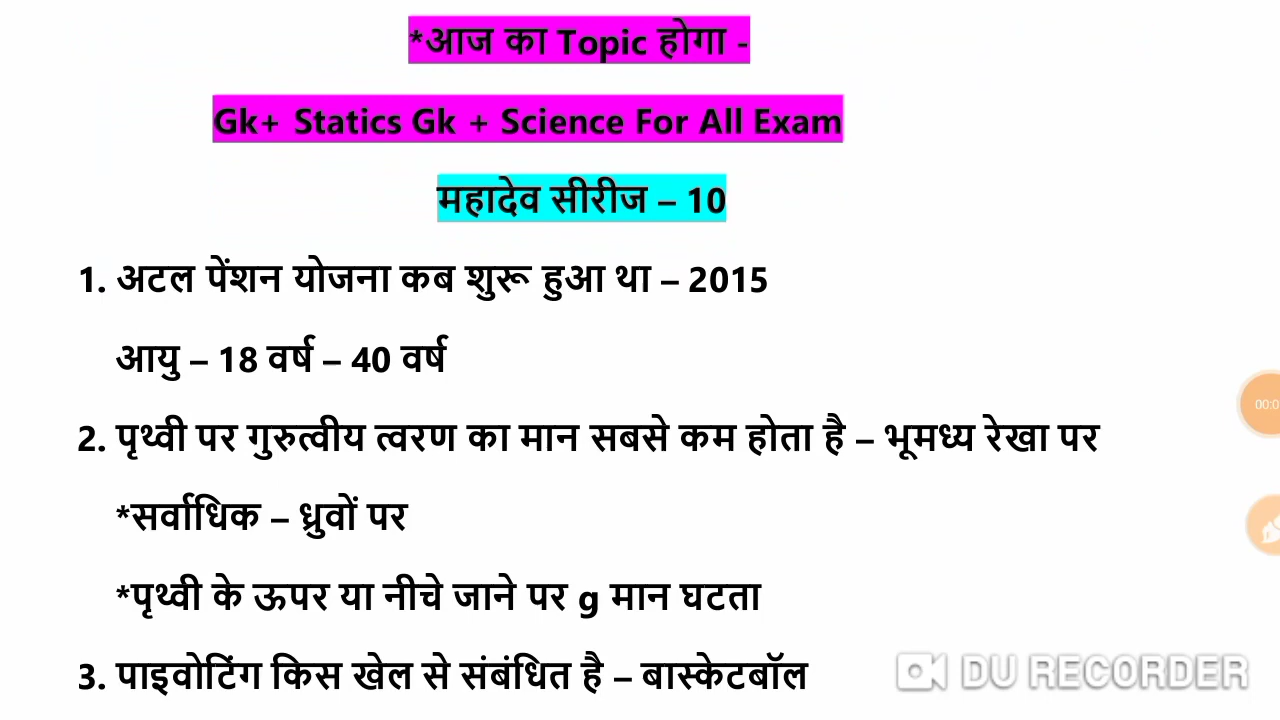 *आज का Topic होगा -
Gk+ Statics Gk + Science For All Exam
महादेव सीरीज – 10
1. अटल पेंशन योजना कब शुरू हुआ था – 2015
आयु – 18 वर्ष – 40 वर्ष
2. पृथ्वी पर गुरुत्वीय त्वरण का मान सबसे कम होता है – भूमध्य रेखा पर
*सर्वाधिक – ध्रुवों पर
*पृथ्वी के ऊपर या नीचे जाने पर g मान घटता
3. पाइवोटिंग किस खेल से संबंधित है – बास्केटबॉल
DU RECORDER